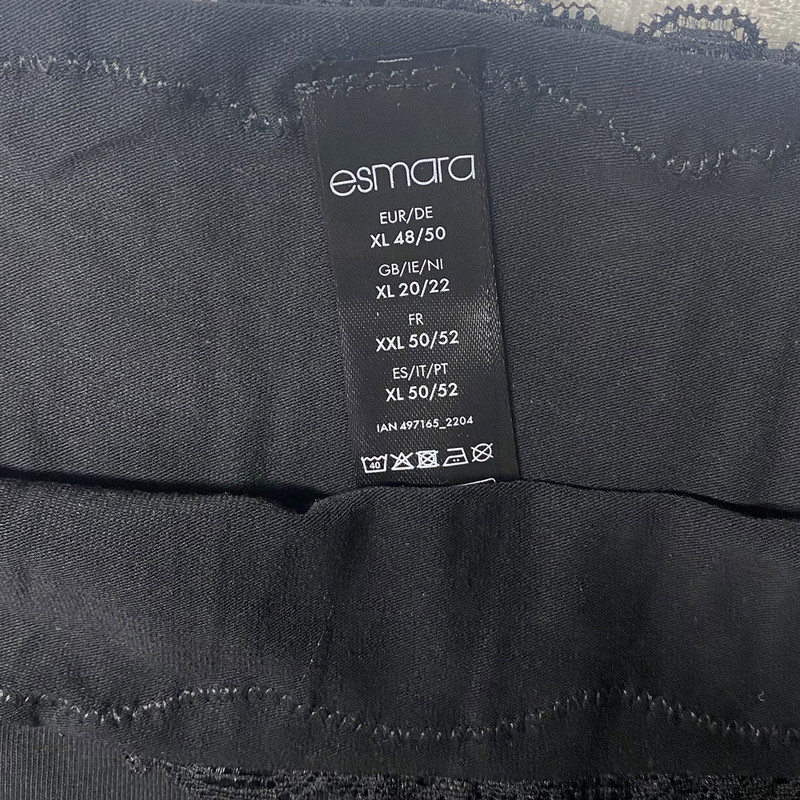 esmara
EUR/DE
XL 48/50
GB/IE/NI
XL 20/22
FR
XXL 50/52
ES/IT/PT
XL 50/52
IAN 497165_2204
40